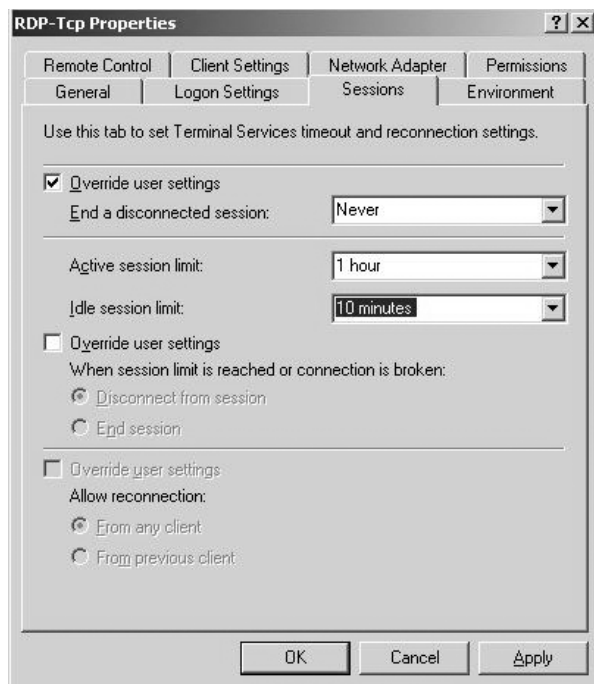 RDP-Tcp Properties
Remote Control Client Settings Network Adapter Permissions
General Logon Settings Sessions Environment
Use this tab to set Terminal Services timeout and reconnection settings.
Override user settings
End a disconnected session: Never
Active session limit: 1 hour
Idle session limit: 10 minutes
Override user settings
When session limit is reached or connection is broken:
Disconnect from session
End session
Override user settings
Allow reconnection:
From any client
From previous client
OK Cancel Apply